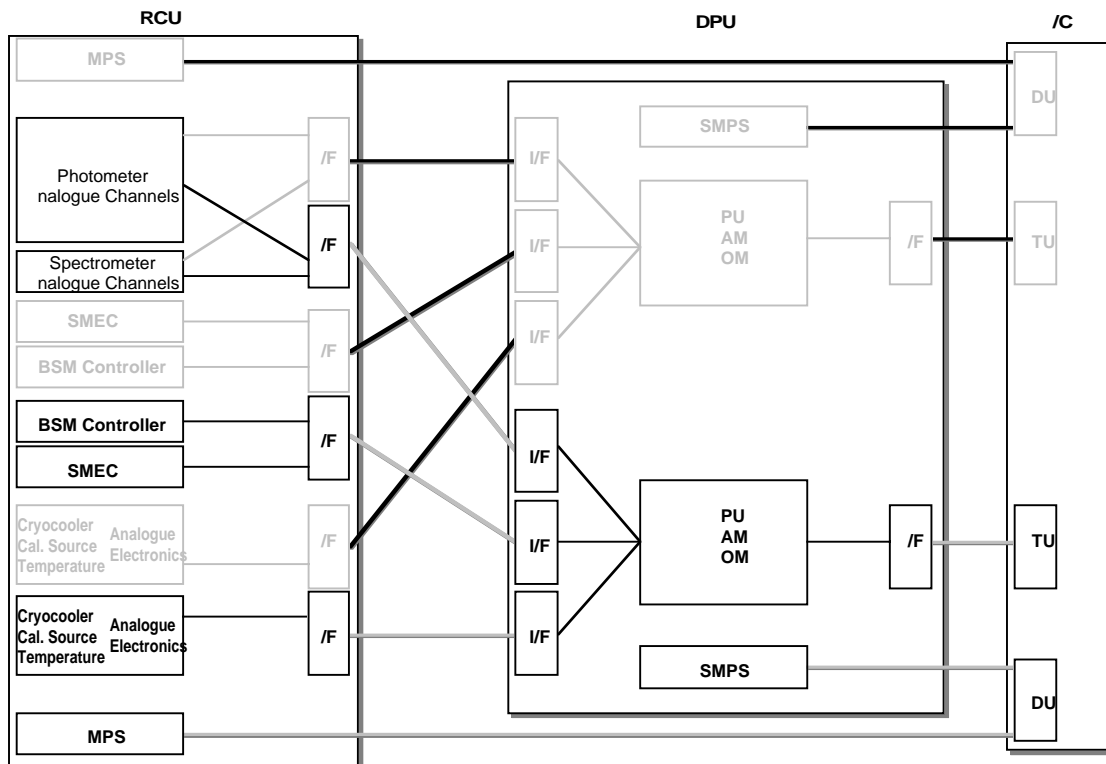 RCU
DPU
/C
MPS
DU
SMPS
/F
I/F
Photometer
nalogue Channels
PU
AM
OM
/F
TU
/F
I/F
Spectrometer
nalogue Channels
SMEC
/F
I/F
BSM Controller
BSM Controller
/F
I/F
SMEC
Cryocooler
Cal. Source
Temperature
Analogue
Electronics
/F
I/F
PU
AM
OM
/F
TU
Cryocooler
Cal. Source
Temperature
Analogue
Electronics
/F
I/F
SMPS
DU
MPS